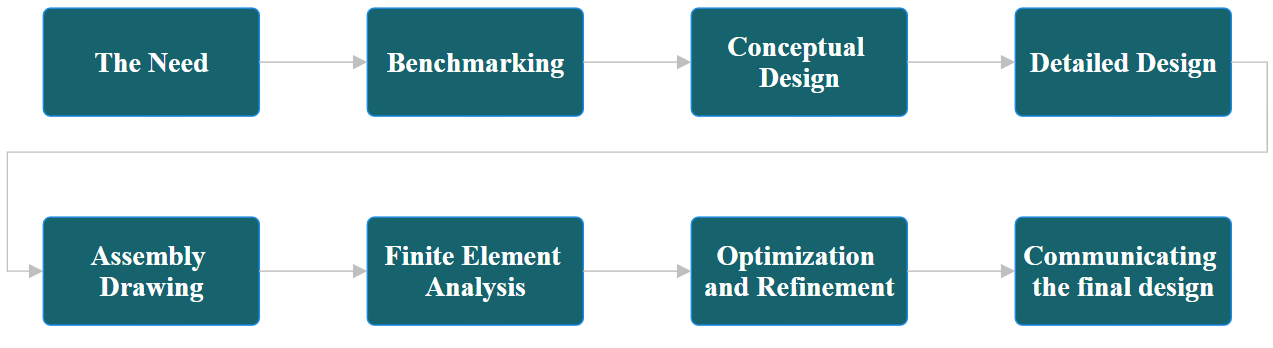 The Need
Benchmarking
Conceptual
Design
Detailed Design
Assembly
Drawing
Finite Element
Analysis
Optimization
and Refinement
Communicating
the final design